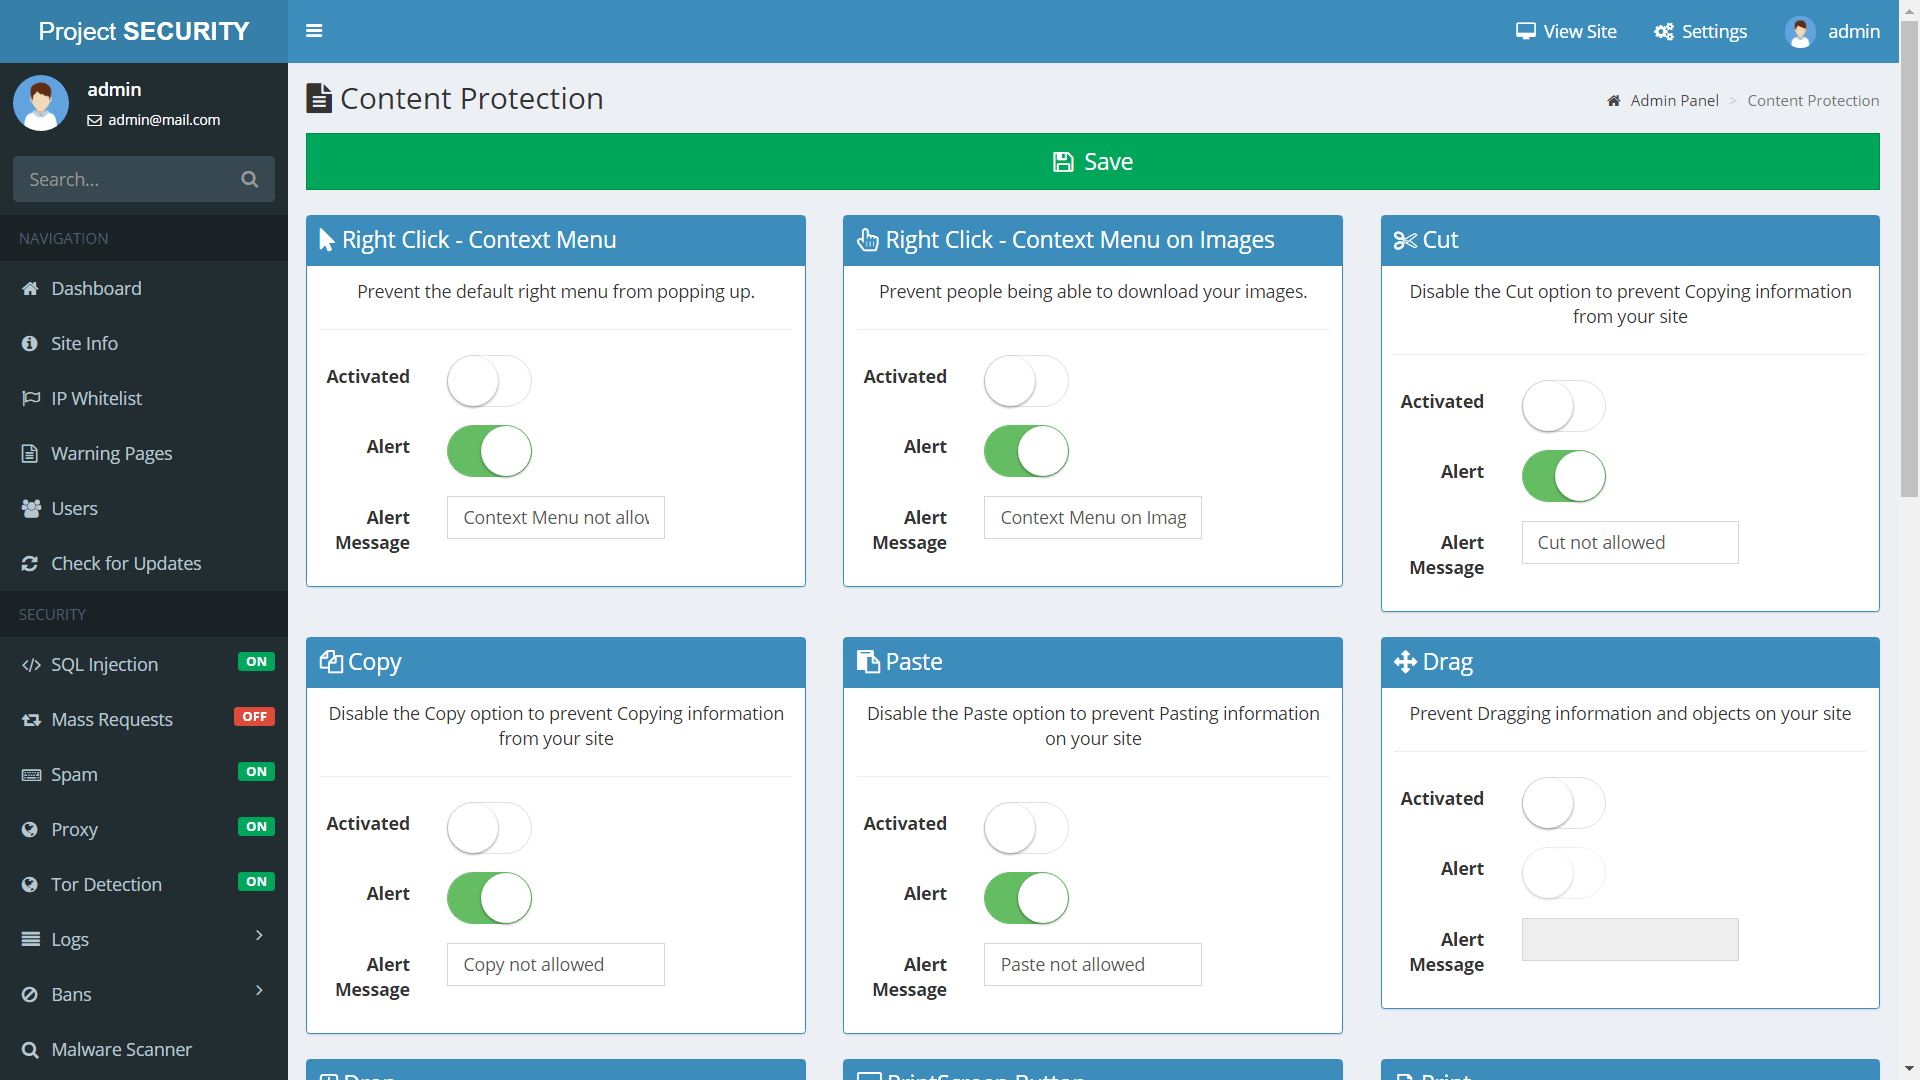 Project SECURITY
View Site
Settings
admin
admin
admin@mail.com
Search...
NAVIGATION
Dashboard
Site Info
IP Whitelist
Warning Pages
Users
Check for Updates
SECURITY
SQL Injection ON
Mass Requests OFF
Spam ON
Proxy ON
Tor Detection ON
Logs
Bans
Malware Scanner
Content Protection
Admin Panel > Content Protection
Save
Right Click - Context Menu
Prevent the default right menu from popping up.
Activated
Alert
Alert Message
Context Menu not allow
Right Click - Context Menu on Images
Prevent people being able to download your images.
Activated
Alert
Alert Message
Context Menu on Imag
Cut
Disable the Cut option to prevent Copying information
from your site
Activated
Alert
Alert Message
Cut not allowed
Copy
Disable the Copy option to prevent Copying information
from your site
Activated
Alert
Alert Message
Copy not allowed
Paste
Disable the Paste option to prevent Pasting information
on your site
Activated
Alert
Alert Message
Paste not allowed
Drag
Prevent Dragging information and objects on your site
Activated
Alert
Alert Message
Drop
PrintScreen Button
Print